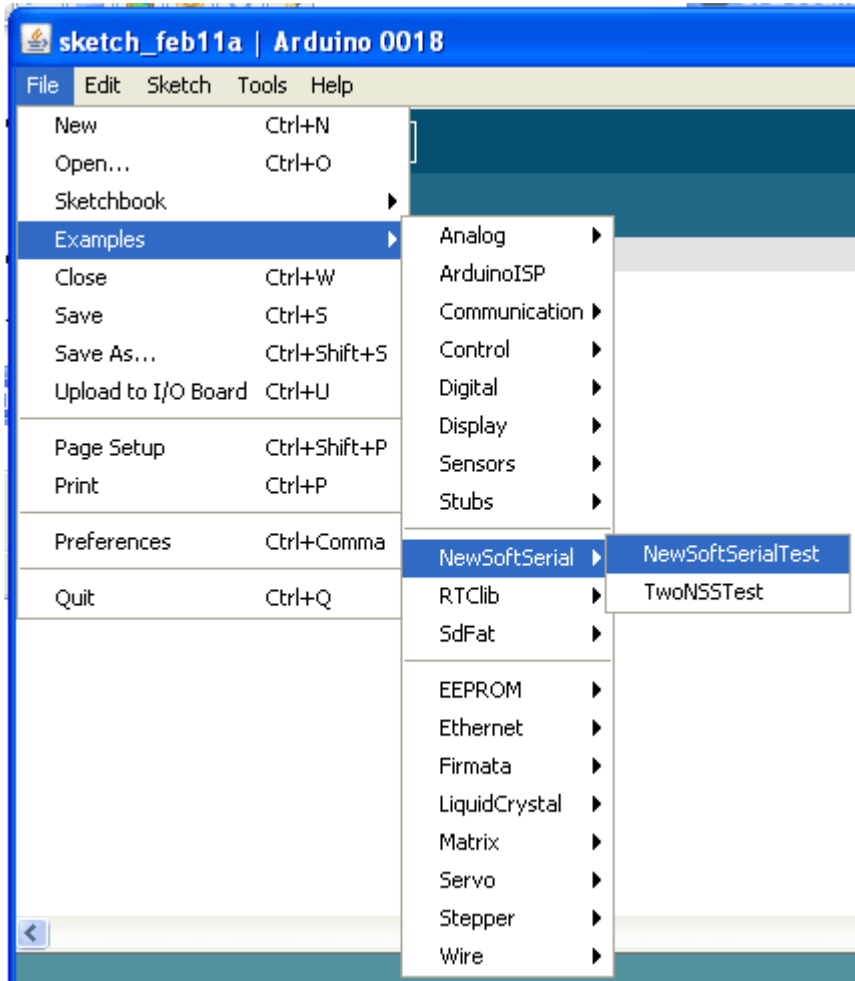 sketch_feb11a | Arduino 0018
File Edit Sketch Tools Help
New Ctrl+N
Open... Ctrl+O
Sketchbook
Examples
Close Ctrl+W
Save Ctrl+S
Save As... Ctrl+Shift+S
Upload to I/O Board Ctrl+U
Page Setup Ctrl+Shift+P
Print Ctrl+P
Preferences Ctrl+Comma
Quit Ctrl+Q
Analog
ArduinoISP
Communication
Control
Digital
Display
Sensors
Stubs
NewSoftSerial
RTClib
SdFat
EEPROM
Ethernet
Firmata
LiquidCrystal
Matrix
Servo
Stepper
Wire
NewSoftSerialTest
TwoNSSTest